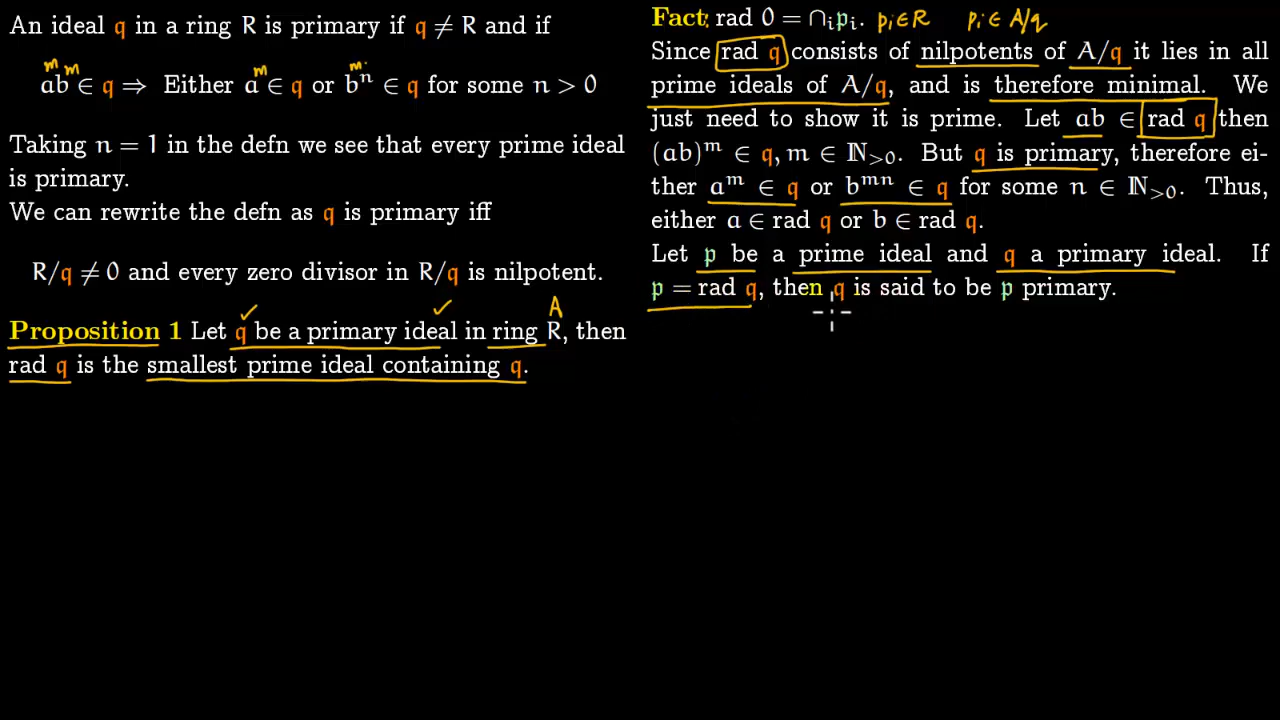 An ideal 𝔮 in a ring R is primary if 𝔮 ≠ R and if
m m m m
ab ∈ 𝔮 ⇒ Either a ∈ 𝔮 or bⁿ ∈ 𝔮 for some n > 0
Taking n = 1 in the defn we see that every prime ideal
is primary.
We can rewrite the defn as 𝔮 is primary iff
R/𝔮 ≠ 0 and every zero divisor in R/𝔮 is nilpotent.
A
Proposition 1 Let 𝔮 be a primary ideal in ring R, then
rad 𝔮 is the smallest prime ideal containing 𝔮.
Fact: rad 0 = ∩ᵢ𝔭ᵢ. pᵢ ∈ R pᵢ ∈ A/q
Since rad 𝔮 consists of nilpotents of A/𝔮 it lies in all
prime ideals of A/𝔮, and is therefore minimal. We
just need to show it is prime. Let ab ∈ rad 𝔮 then
(ab)ᵐ ∈ 𝔮, m ∈ ℕ>0. But 𝔮 is primary, therefore ei-
ther aᵐ ∈ 𝔮 or bᵐⁿ ∈ 𝔮 for some n ∈ ℕ>0. Thus,
either a ∈ rad 𝔮 or b ∈ rad 𝔮.
Let 𝔭 be a prime ideal and 𝔮 a primary ideal. If
𝔭 = rad 𝔮, then 𝔮 is said to be 𝔭 primary.